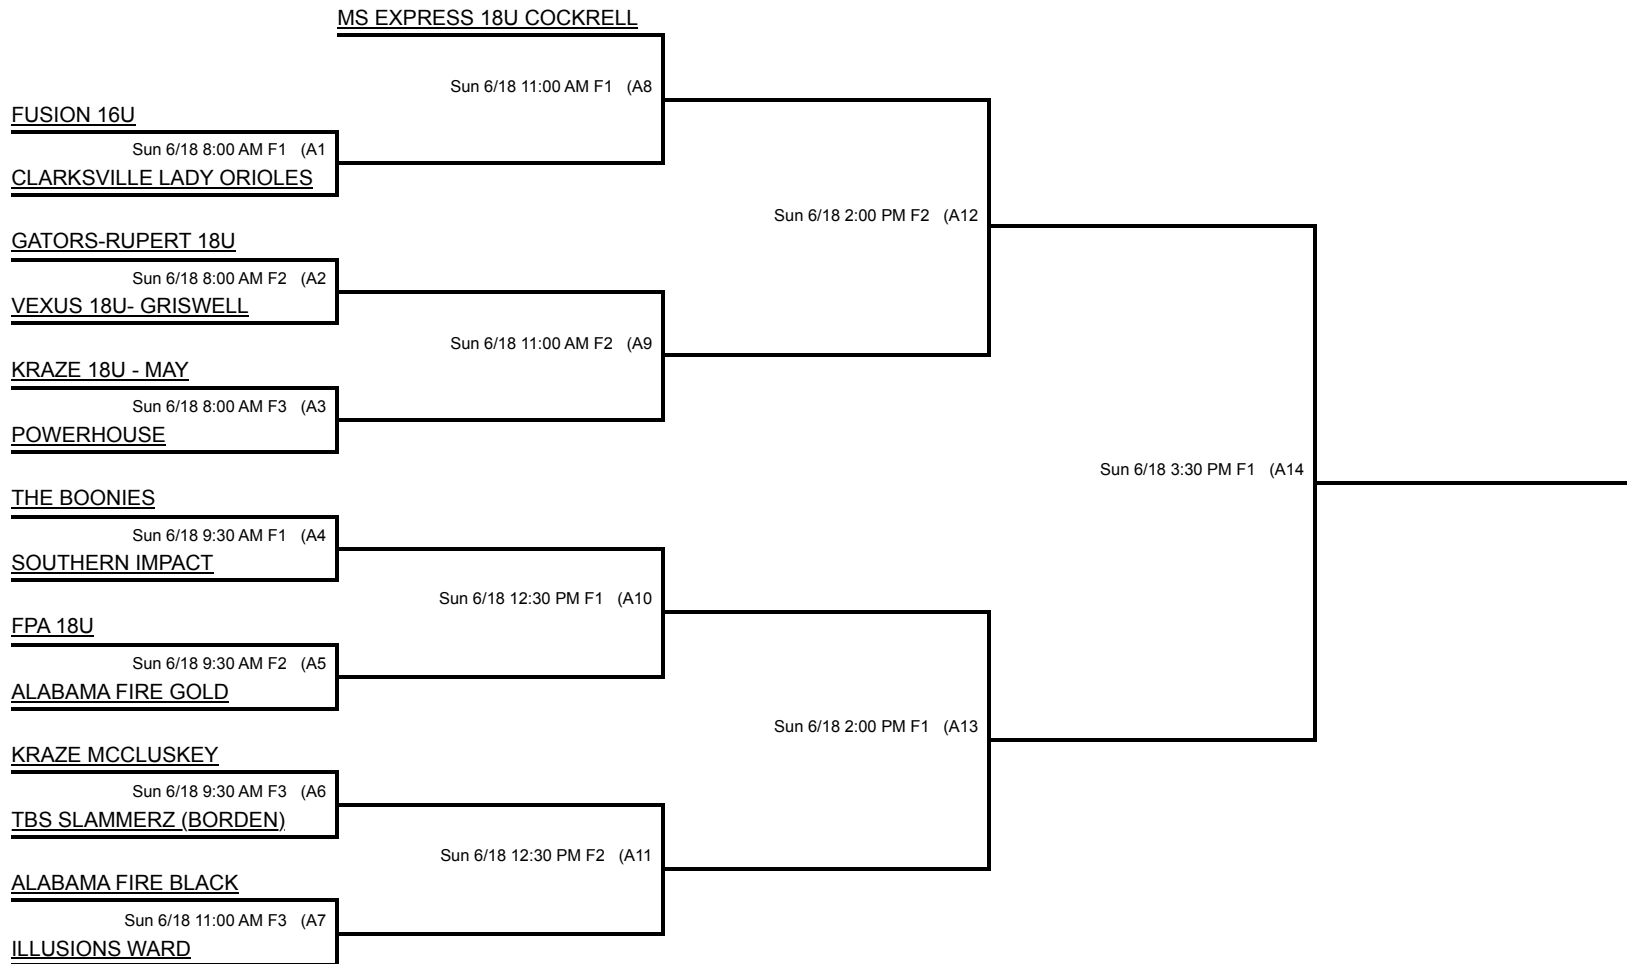 MS EXPRESS 18U COCKRELL
Sun 6/18 11:00 AM F1 (A8
FUSION 16U
Sun 6/18 8:00 AM F1 (A1
CLARKSVILLE LADY ORIOLES
Sun 6/18 2:00 PM F2 (A12
GATORS-RUPERT 18U
Sun 6/18 8:00 AM F2 (A2
VEXUS 18U- GRISWELL
Sun 6/18 11:00 AM F2 (A9
KRAZE 18U - MAY
Sun 6/18 8:00 AM F3 (A3
POWERHOUSE
Sun 6/18 3:30 PM F1 (A14
THE BOONIES
Sun 6/18 9:30 AM F1 (A4
SOUTHERN IMPACT
Sun 6/18 12:30 PM F1 (A10
FPA 18U
Sun 6/18 9:30 AM F2 (A5
ALABAMA FIRE GOLD
Sun 6/18 2:00 PM F1 (A13
KRAZE MCCLUSKEY
Sun 6/18 9:30 AM F3 (A6
TBS SLAMMERZ (BORDEN)
Sun 6/18 12:30 PM F2 (A11
ALABAMA FIRE BLACK
Sun 6/18 11:00 AM F3 (A7
ILLUSIONS WARD